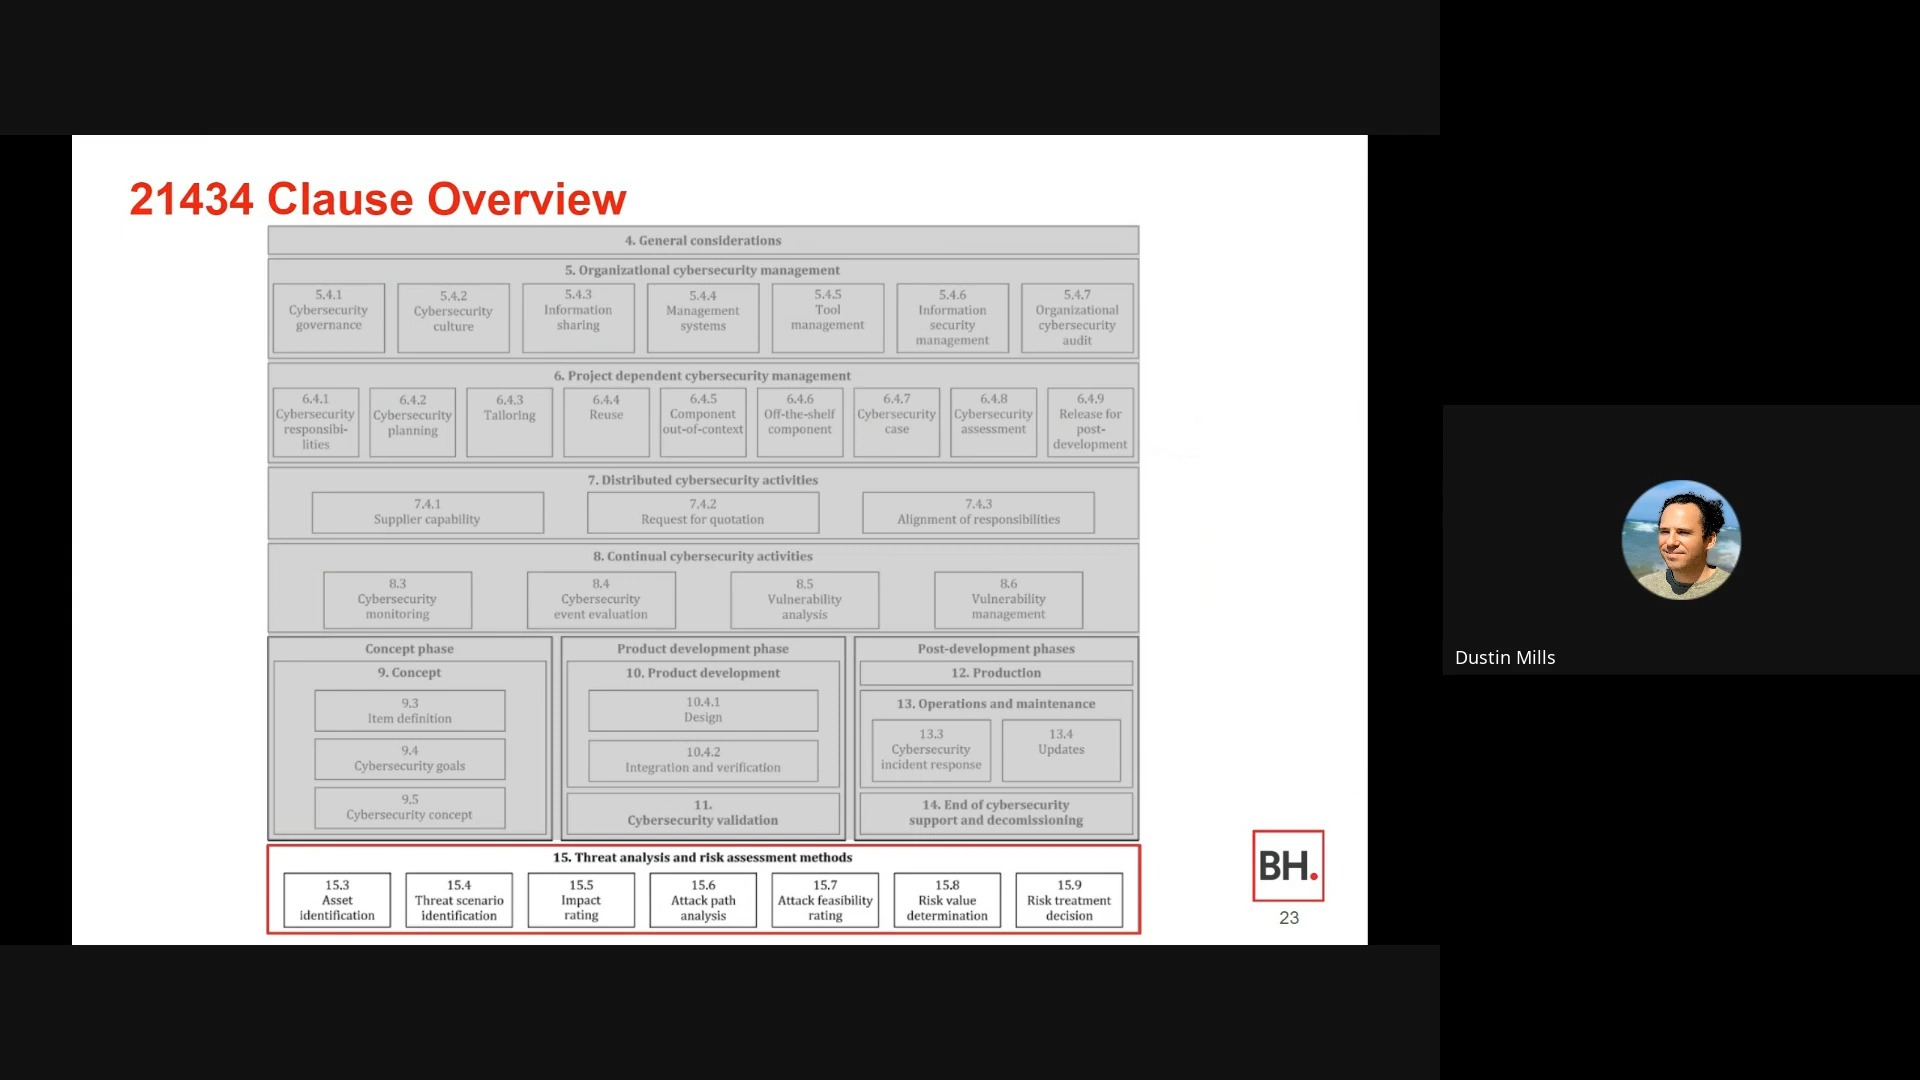 21434 Clause Overview
4. General considerations
5. Organizational cybersecurity management
5.4.1
Cybersecurity
governance
5.4.2
Cybersecurity
culture
5.4.3
Information
sharing
5.4.4
Management
systems
5.4.5
Tool
management
5.4.6
Information
security
management
5.4.7
Organizational
cybersecurity
audit
6. Project dependent cybersecurity management
6.4.1
Cybersecurity
responsibi-
lities
6.4.2
Cybersecurity
planning
6.4.3
Tailoring
6.4.4
Reuse
6.4.5
Component
out-of-context
6.4.6
Off-the-shelf
component
6.4.7
Cybersecurity
case
6.4.8
Cybersecurity
assessment
6.4.9
Release for
post-
development
7. Distributed cybersecurity activities
7.4.1
Supplier capability
7.4.2
Request for quotation
7.4.3
Alignment of responsibilities
8. Continual cybersecurity activities
8.3
Cybersecurity
monitoring
8.4
Cybersecurity
event evaluation
8.5
Vulnerability
analysis
8.6
Vulnerability
management
Concept phase
9. Concept
9.3
Item definition
9.4
Cybersecurity goals
9.5
Cybersecurity concept
Product development phase
10. Product development
10.4.1
Design
10.4.2
Integration and verification
11.
Cybersecurity validation
Post-development phases
12. Production
13. Operations and maintenance
13.3
Cybersecurity
incident response
13.4
Updates
14. End of cybersecurity
support and decomissioning
15. Threat analysis and risk assessment methods
15.3
Asset
identification
15.4
Threat scenario
identification
15.5
Impact
rating
15.6
Attack path
analysis
15.7
Attack feasibility
rating
15.8
Risk value
determination
15.9
Risk treatment
decision
BH.
23
Dustin Mills